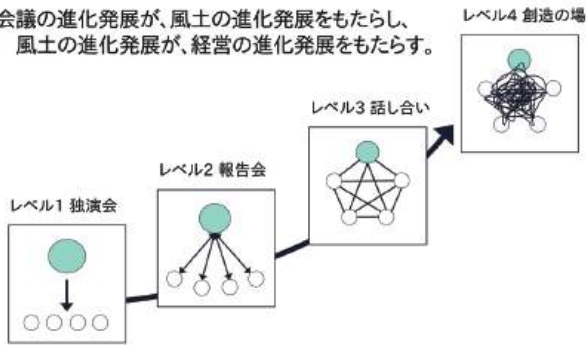 会議の進化発展が、風土の進化発展をもたらし、
風土の進化発展が、経営の進化発展をもたらす。
レベル4 創造の場
レベル3 話し合い
レベル2 報告会
レベル1 独演会